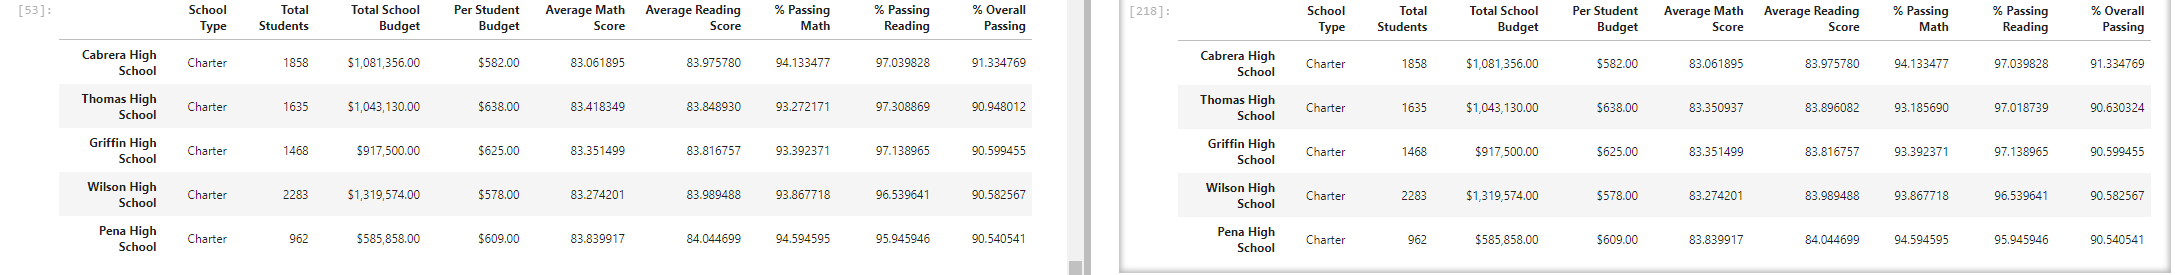 [53]:
School Type Total Students Total School Budget Per Student Budget Average Math Score Average Reading Score % Passing Math % Passing Reading % Overall Passing
Cabrera High School Charter 1858 $1,081,356.00 $582.00 83.061895 83.975780 94.133477 97.039828 91.334769
Thomas High School Charter 1635 $1,043,130.00 $638.00 83.418349 83.848930 93.272171 97.308869 90.948012
Griffin High School Charter 1468 $917,500.00 $625.00 83.351499 83.816757 93.392371 97.138965 90.599455
Wilson High School Charter 2283 $1,319,574.00 $578.00 83.274201 83.989488 93.867718 96.539641 90.582567
Pena High School Charter 962 $585,858.00 $609.00 83.839917 84.044699 94.594595 95.945946 90.540541
[218]:
School Type Total Students Total School Budget Per Student Budget Average Math Score Average Reading Score % Passing Math % Passing Reading % Overall Passing
Cabrera High School Charter 1858 $1,081,356.00 $582.00 83.061895 83.975780 94.133477 97.039828 91.334769
Thomas High School Charter 1635 $1,043,130.00 $638.00 83.350937 83.896082 93.185690 97.018739 90.630324
Griffin High School Charter 1468 $917,500.00 $625.00 83.351499 83.816757 93.392371 97.138965 90.599455
Wilson High School Charter 2283 $1,319,574.00 $578.00 83.274201 83.989488 93.867718 96.539641 90.582567
Pena High School Charter 962 $585,858.00 $609.00 83.839917 84.044699 94.594595 95.945946 90.540541